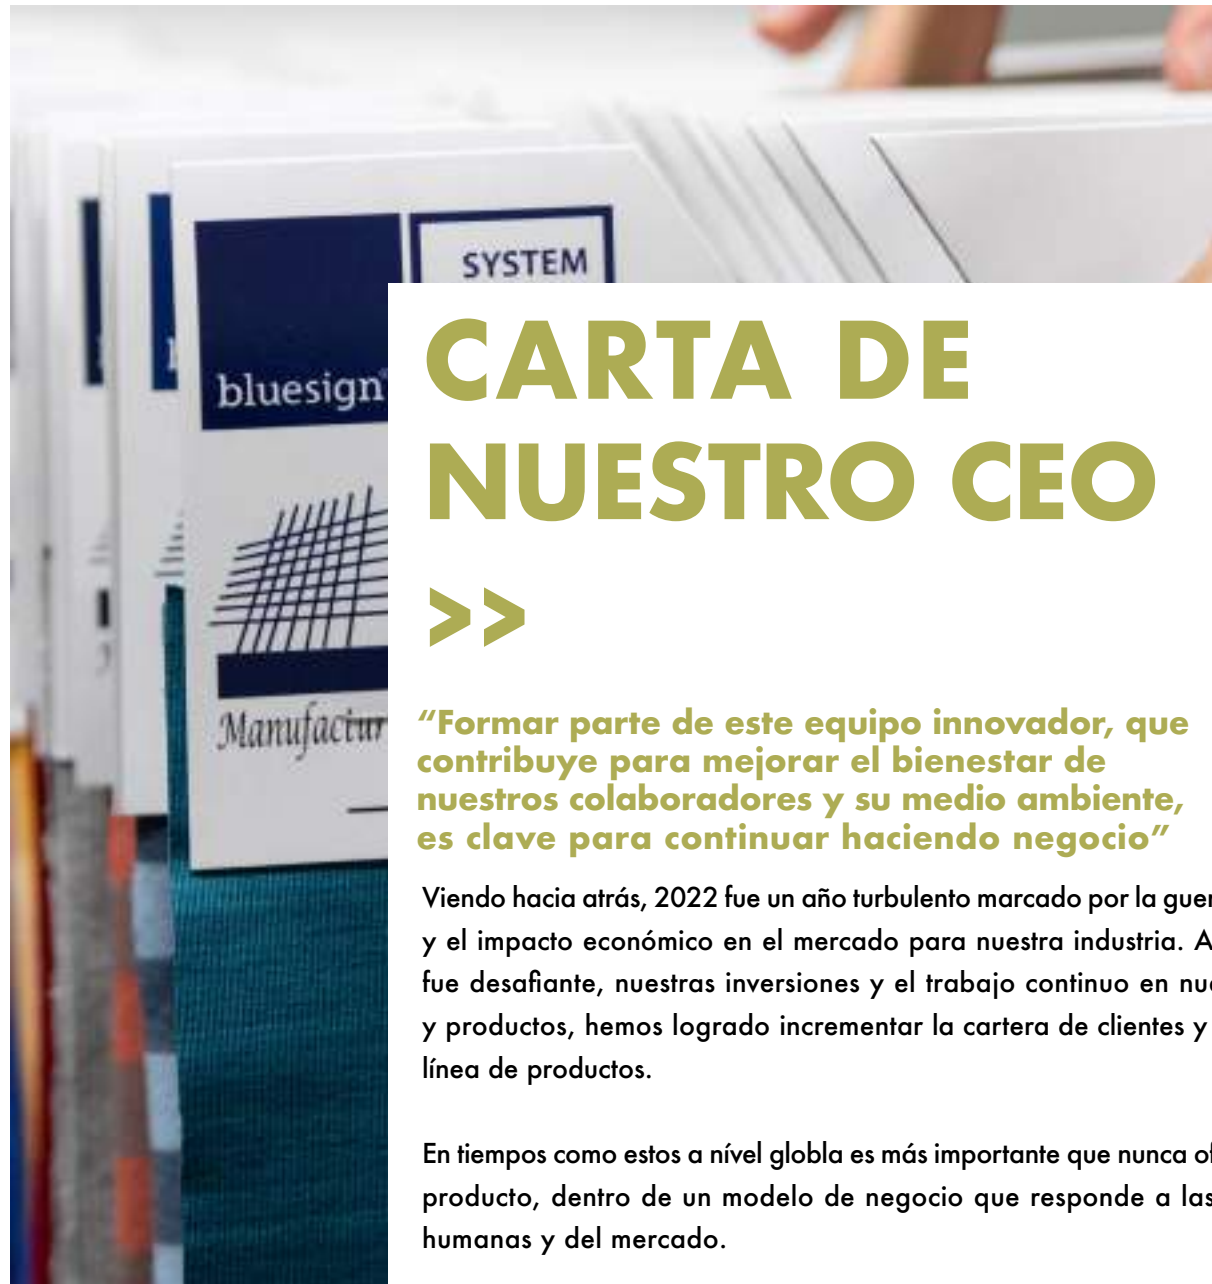 SYSTEM
bluesign®
CARTA DE
NUESTRO CEO
>>
“Formar parte de este equipo innovador, que
contribuye para mejorar el bienestar de
nuestros colaboradores y su medio ambiente,
es clave para continuar haciendo negocio”
Viendo hacia atrás, 2022 fue un año turbulento marcado por la
y el impacto económico en el mercado para nuestra industria.
fue desafiante, nuestras inversiones y el trabajo continuo en
y productos, hemos logrado incrementar la cartera de clientes y
línea de productos.
En tiempos como estos a nível globla es más importante que nunca
producto, dentro de un modelo de negocio que responde a las
humanas y del mercado.